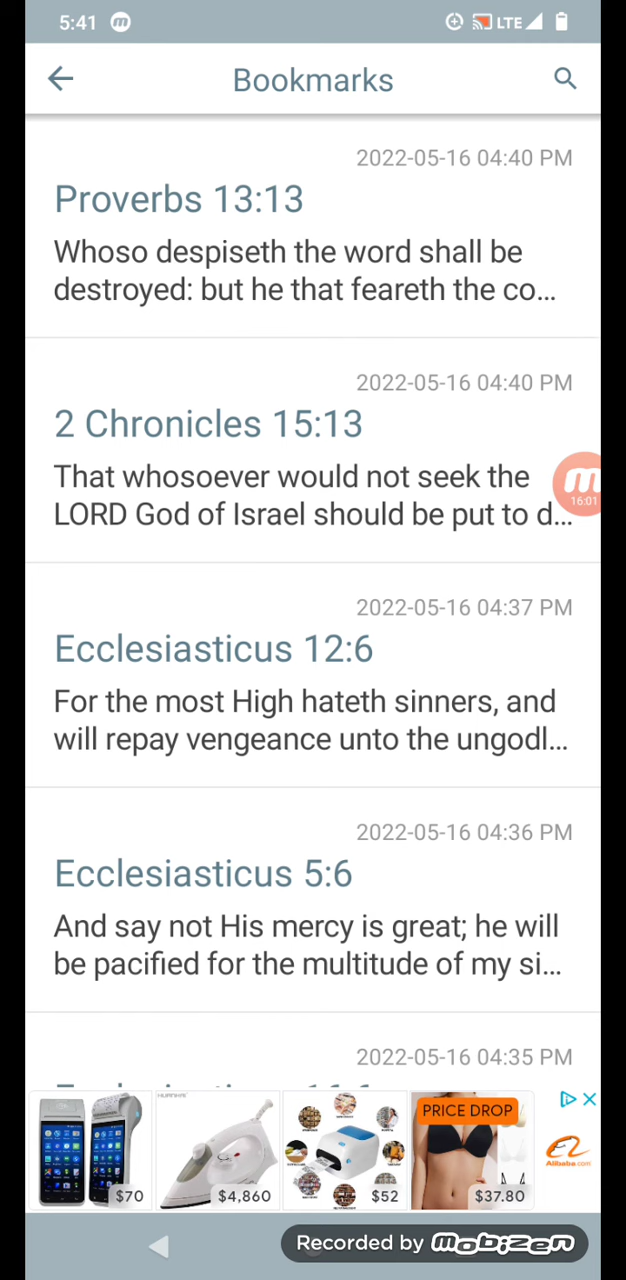 5:41 m LTE
Bookmarks
2022-05-16 04:40 PM
Proverbs 13:13
Whoso despiseth the word shall be
destroyed: but he that feareth the co...
2022-05-16 04:40 PM
2 Chronicles 15:13
That whosoever would not seek the
LORD God of Israel should be put to d...
m
16:01
2022-05-16 04:37 PM
Ecclesiasticus 12:6
For the most High hateth sinners, and
will repay vengeance unto the ungodl...
2022-05-16 04:36 PM
Ecclesiasticus 5:6
And say not His mercy is great; he will
be pacified for the multitude of my si...
2022-05-16 04:35 PM
PRICE DROP
Alibaba.com
$70 $4,860 $52 $37.80
Recorded by mobizen